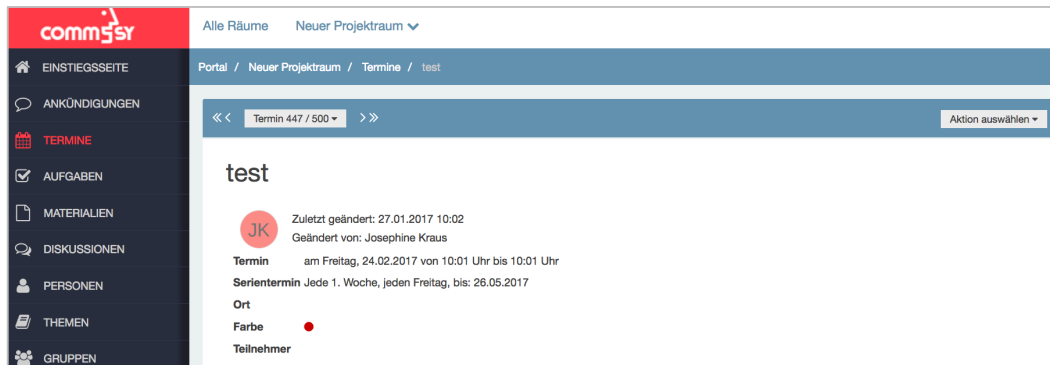 commsy
Alle Räume Neuer Projektraum
EINSTIEGSSEITE
Portal / Neuer Projektraum / Termine / test
ANKÜNDIGUNGEN
Termin 447 / 500
Aktion auswählen
TERMINE
AUFGABEN
test
MATERIALIEN
JK
Zuletzt geändert: 27.01.2017 10:02
Geändert von: Josephine Kraus
DISKUSSIONEN
Termin am Freitag, 24.02.2017 von 10:01 Uhr bis 10:01 Uhr
PERSONEN
Serientermin Jede 1. Woche, jeden Freitag, bis: 26.05.2017
Ort
THEMEN
Farbe
Teilnehmer
GRUPPEN